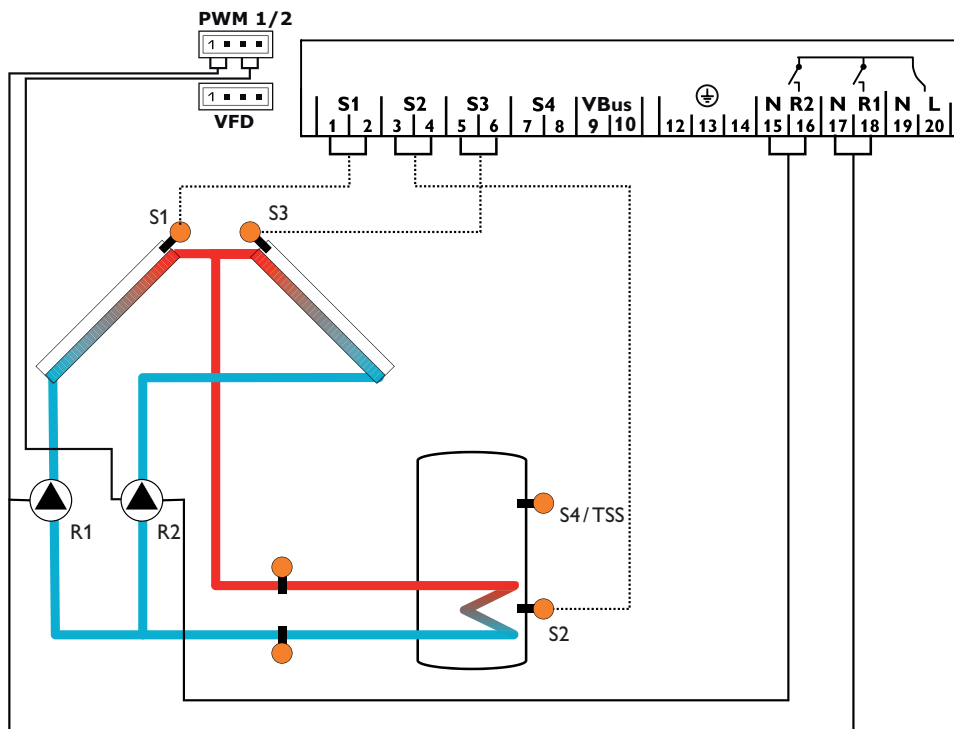 PWM 1/2
1
1
VFD
S1 S2 S3 S4 VBus N R2 N R1 N L
1 2 3 4 5 6 7 8 9 10 12 13 14 15 16 17 18 19 20
S1 S3
S4/TSS
R1 R2
S2